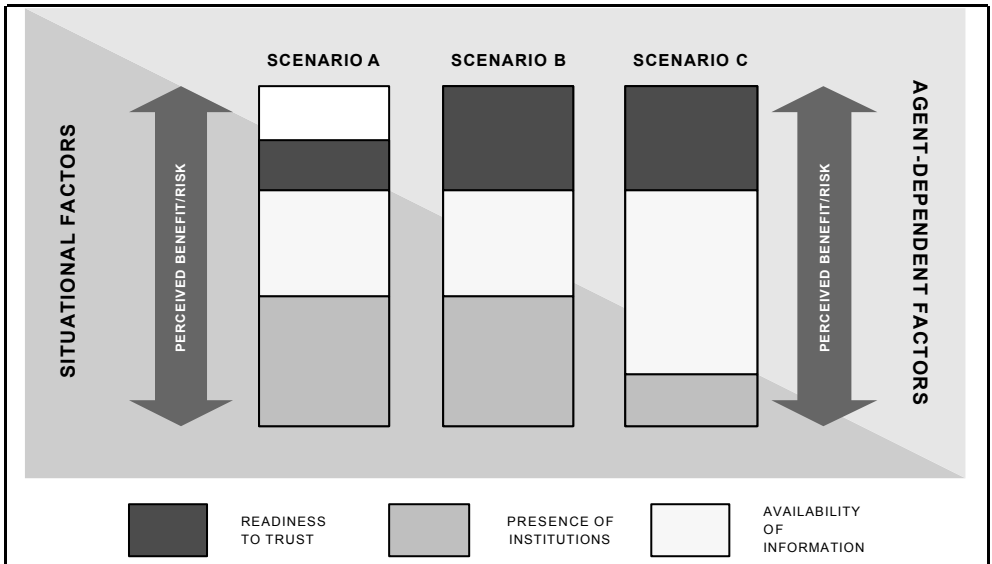 SCENARIO A
SCENARIO B
SCENARIO C
SITUATIONAL FACTORS
PERCEIVED BENEFIT/RISK
PERCEIVED BENEFIT/RISK
AGENT-DEPENDENT FACTORS
READINESS
TO TRUST
PRESENCE OF
INSTITUTIONS
AVAILABILITY
OF
INFORMATION